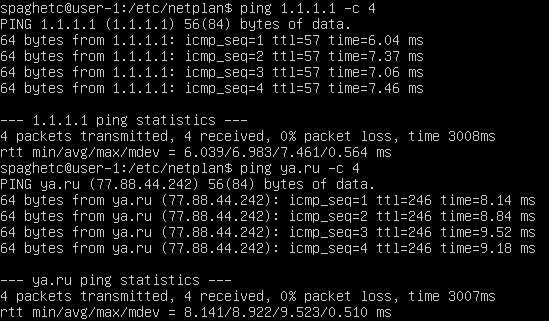 spaghetc@user-1:/etc/netplan$ ping 1.1.1.1 -c 4
PING 1.1.1.1 (1.1.1.1) 56(84) bytes of data.
64 bytes from 1.1.1.1: icmp_seq=1 ttl=57 time=6.04 ms
64 bytes from 1.1.1.1: icmp_seq=2 ttl=57 time=7.37 ms
64 bytes from 1.1.1.1: icmp_seq=3 ttl=57 time=7.06 ms
64 bytes from 1.1.1.1: icmp_seq=4 ttl=57 time=7.46 ms
--- 1.1.1.1 ping statistics ---
4 packets transmitted, 4 received, 0% packet loss, time 3008ms
rtt min/avg/max/mdev = 6.039/6.983/7.461/0.564 ms
spaghetc@user-1:/etc/netplan$ ping ya.ru -c 4
PING ya.ru (77.88.44.242) 56(84) bytes of data.
64 bytes from ya.ru (77.88.44.242): icmp_seq=1 ttl=246 time=8.14 ms
64 bytes from ya.ru (77.88.44.242): icmp_seq=2 ttl=246 time=8.84 ms
64 bytes from ya.ru (77.88.44.242): icmp_seq=3 ttl=246 time=9.52 ms
64 bytes from ya.ru (77.88.44.242): icmp_seq=4 ttl=246 time=9.18 ms
--- ya.ru ping statistics ---
4 packets transmitted, 4 received, 0% packet loss, time 3007ms
rtt min/avg/max/mdev = 8.141/8.922/9.523/0.510 ms